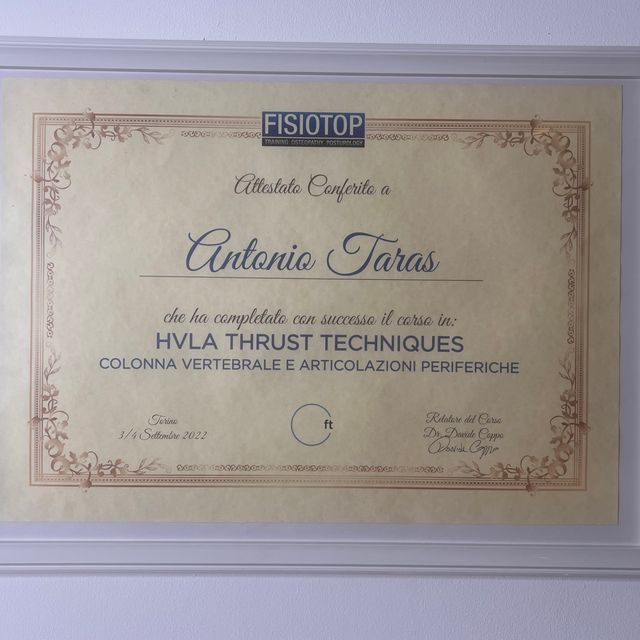 FISIOTOP
TRAINING OSTEOPATHY POSTUROLOGY
Attestato Conferito a
Antonio Taras
che ha completato con successo il corso in:
HVLA THRUST TECHNIQUES
COLONNA VERTEBRALE E ARTICOLAZIONI PERIFERICHE
Torino
3/4 Settembre 2022
ft
Relatore del Corso
Dr. Davide Coppo